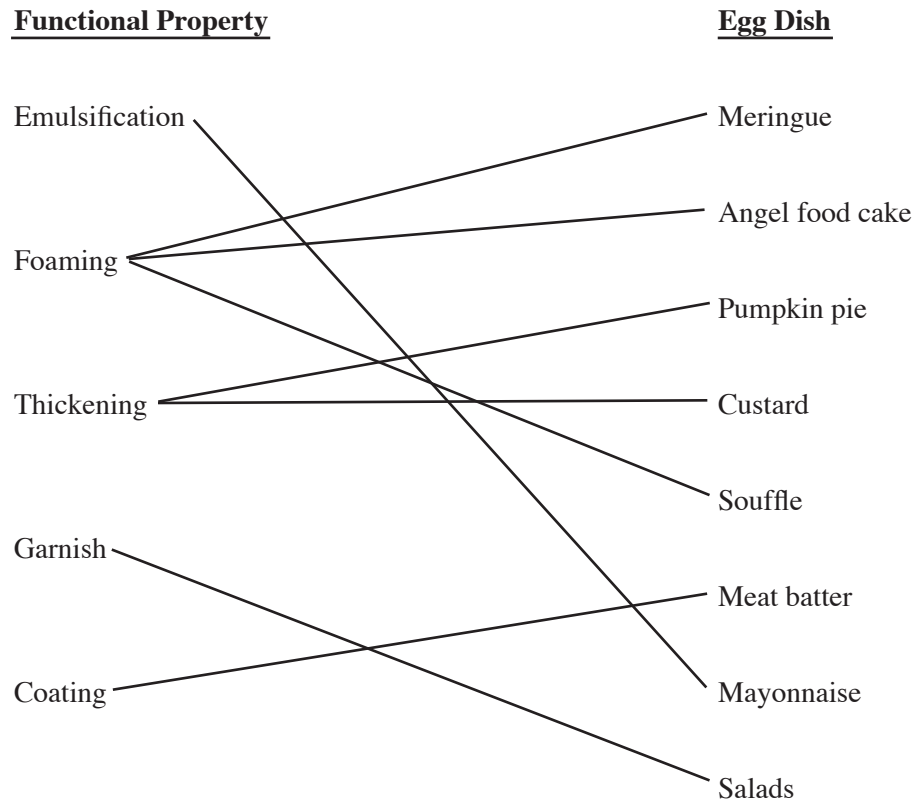 Functional Property
Egg Dish
Emulsification
Meringue
Angel food cake
Foaming
Pumpkin pie
Thickening
Custard
Souffle
Garnish
Meat batter
Coating
Mayonnaise
Salads